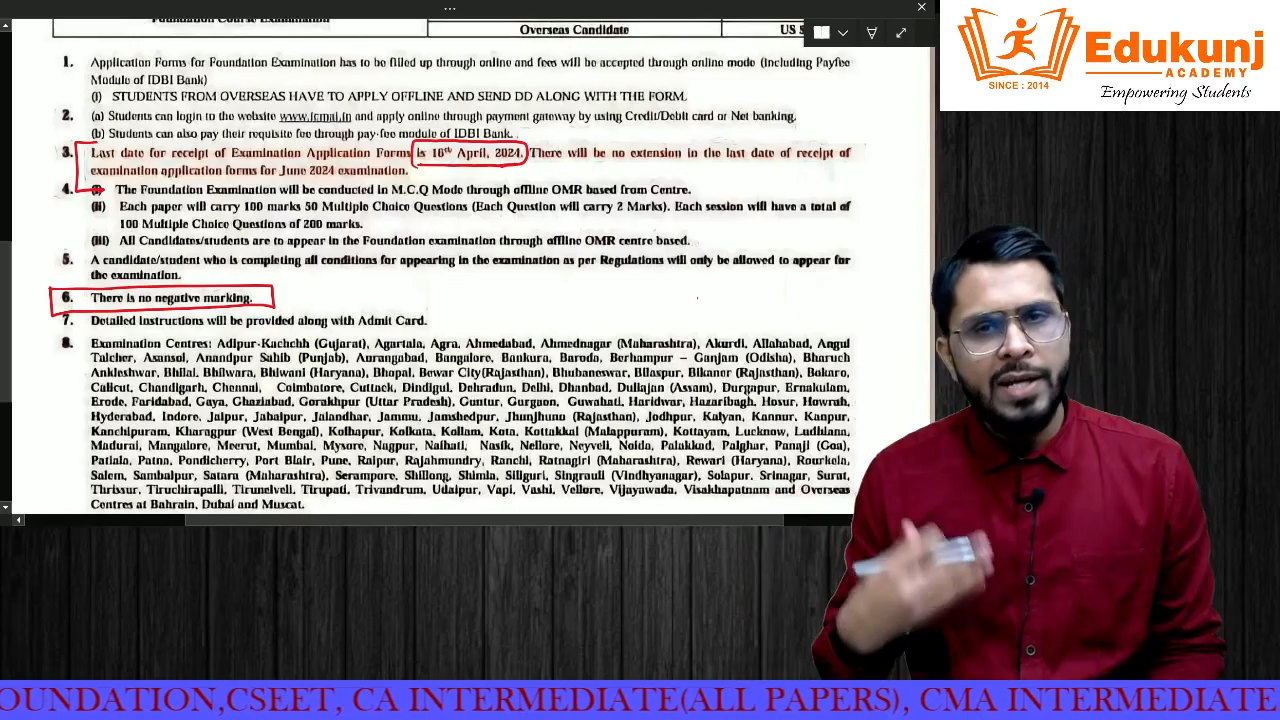 Foundation Course Examination
Overseas Candidate
US
1. Application Forms for Foundation Examination has to be filled up through online and fees will be accepted through online mode (including Payfee
Module of IDBI Bank)
(i) STUDENTS FROM OVERSEAS HAVE TO APPLY OFFLINE AND SEND DD ALONG WITH THE FORM.
2. (a) Students can login to the website www.icmai.in and apply online through payment gateway by using Credit/Debit card or Net banking.
(b) Students can also pay their requisite fee through pay-fee module of IDBI Bank.
3. Last date for receipt of Examination Application Forms is 16th April, 2024. There will be no extension in the last date of receipt of
examination application forms for June 2024 examination.
4. (i) The Foundation Examination will be conducted in M.C.Q Mode through offline OMR based from Centre.
(ii) Each paper will carry 100 marks 50 Multiple Choice Questions (Each Question will carry 2 Marks). Each session will have a total of
100 Multiple Choice Questions of 200 marks.
(iii) All Candidates/students are to appear in the Foundation examination through offline OMR centre based.
5. A candidate/student who is completing all conditions for appearing in the examination as per Regulations will only be allowed to appear for
the examination.
6. There is no negative marking.
7. Detailed instructions will be provided along with Admit Card.
8. Examination Centres: Adipur-Kachchh (Gujarat), Agartala, Agra, Ahmedabad, Ahmednagar (Maharashtra), Akurdi, Allahabad, Angul
Talcher, Asansol, Anandpur Sahib (Punjab), Aurangabad, Bangalore, Bankura, Baroda, Berhampur – Ganjam (Odisha), Bharuch
Ankleshwar, Bhilai, Bhilwara, Bhiwani (Haryana), Bhopal, Bewar City(Rajasthan), Bhubaneswar, Bilaspur, Bikaner (Rajasthan), Bokaro,
Calicut, Chandigarh, Chennai, Coimbatore, Cuttack, Dindigul, Dehradun, Delhi, Dhanbad, Duliajan (Assam), Durgapur, Ernakulam,
Erode, Faridabad, Gaya, Ghaziabad, Gorakhpur (Uttar Pradesh), Guntur, Gurgaon, Guwahati, Haridwar, Hazaribagh, Hosur, Howrah,
Hyderabad, Indore, Jaipur, Jabalpur, Jalandhar, Jammu, Jamshedpur, Jhunjhunu (Rajasthan), Jodhpur, Kalyan, Kannur, Kanpur,
Kanchipuram, Kharagpur (West Bengal), Kolhapur, Kolkata, Kollam, Kota, Kottakkal (Malappuram), Kottayam, Lucknow, Ludhiana,
Madurai, Mangalore, Meerut, Mumbai, Mysore, Nagpur, Naihati, Nasik, Nellore, Neyveli, Noida, Palakkad, Palghar, Panaji (Goa),
Patiala, Patna, Pondicherry, Port Blair, Pune, Raipur, Rajahmundry, Ranchi, Ratnagiri (Maharashtra), Rewari (Haryana), Rourkela,
Salem, Sambalpur, Satara (Maharashtra), Serampore, Shillong, Shimla, Siliguri, Singrauli (Vindhyanagar), Solapur, Srinagar, Surat,
Thrissur, Tiruchirapalli, Tirunelveli, Tirupati, Trivandrum, Udaipur, Vapi, Vashi, Vellore, Vijayawada, Visakhapatnam and Overseas
Centres at Bahrain, Dubai and Muscat.
SINCE : 2014
Edukunj
ACADEMY
Empowering Students
OUNDATION,CSEET, CA INTERMEDIATE(ALL PAPERS), CMA INTERMEDIATE